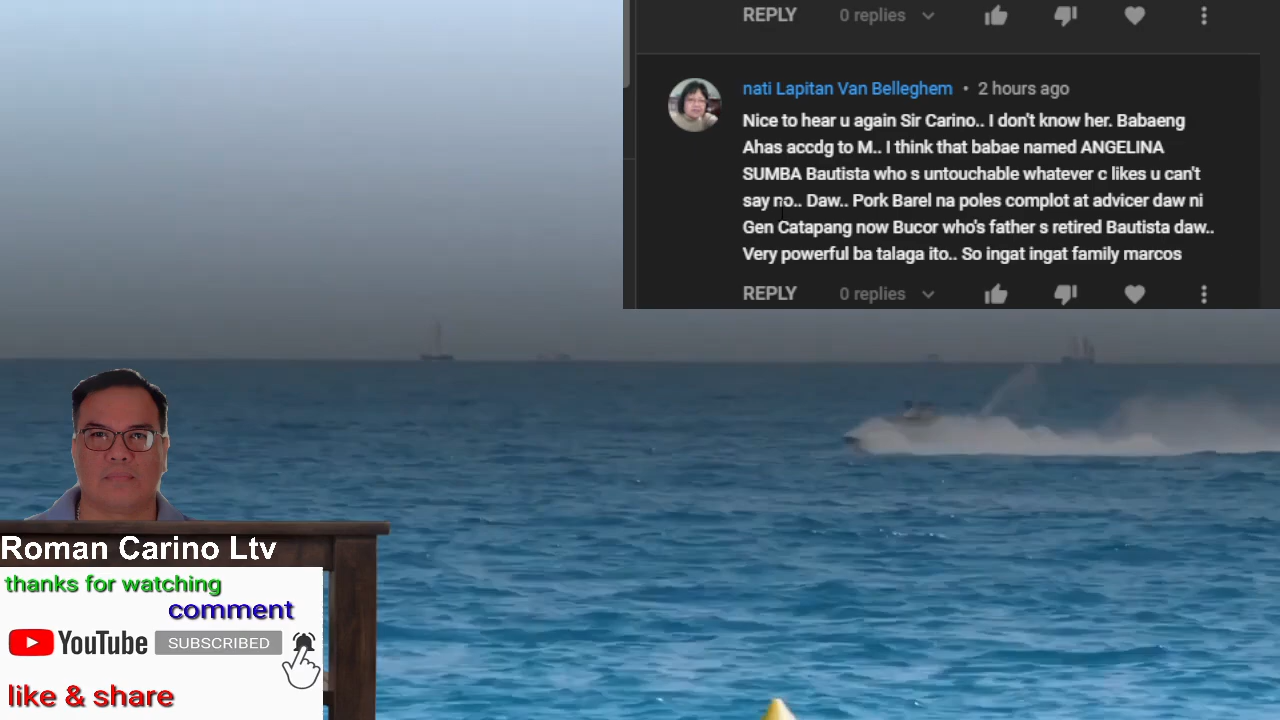 REPLY 0 replies
nati Lapitan Van Belleghem • 2 hours ago
Nice to hear u again Sir Carino.. I don't know her. Babaeng
Ahas accdg to M.. I think that babae named ANGELINA
SUMBA Bautista who s untouchable whatever c likes u can't
say no.. Daw.. Pork Barel na poles complot at advicer daw ni
Gen Catapang now Bucor who's father s retired Bautista daw..
Very powerful ba talaga ito.. So ingat ingat family marcos
REPLY 0 replies
Roman Carino Ltv
thanks for watching
comment
YouTube SUBSCRIBED
like & share